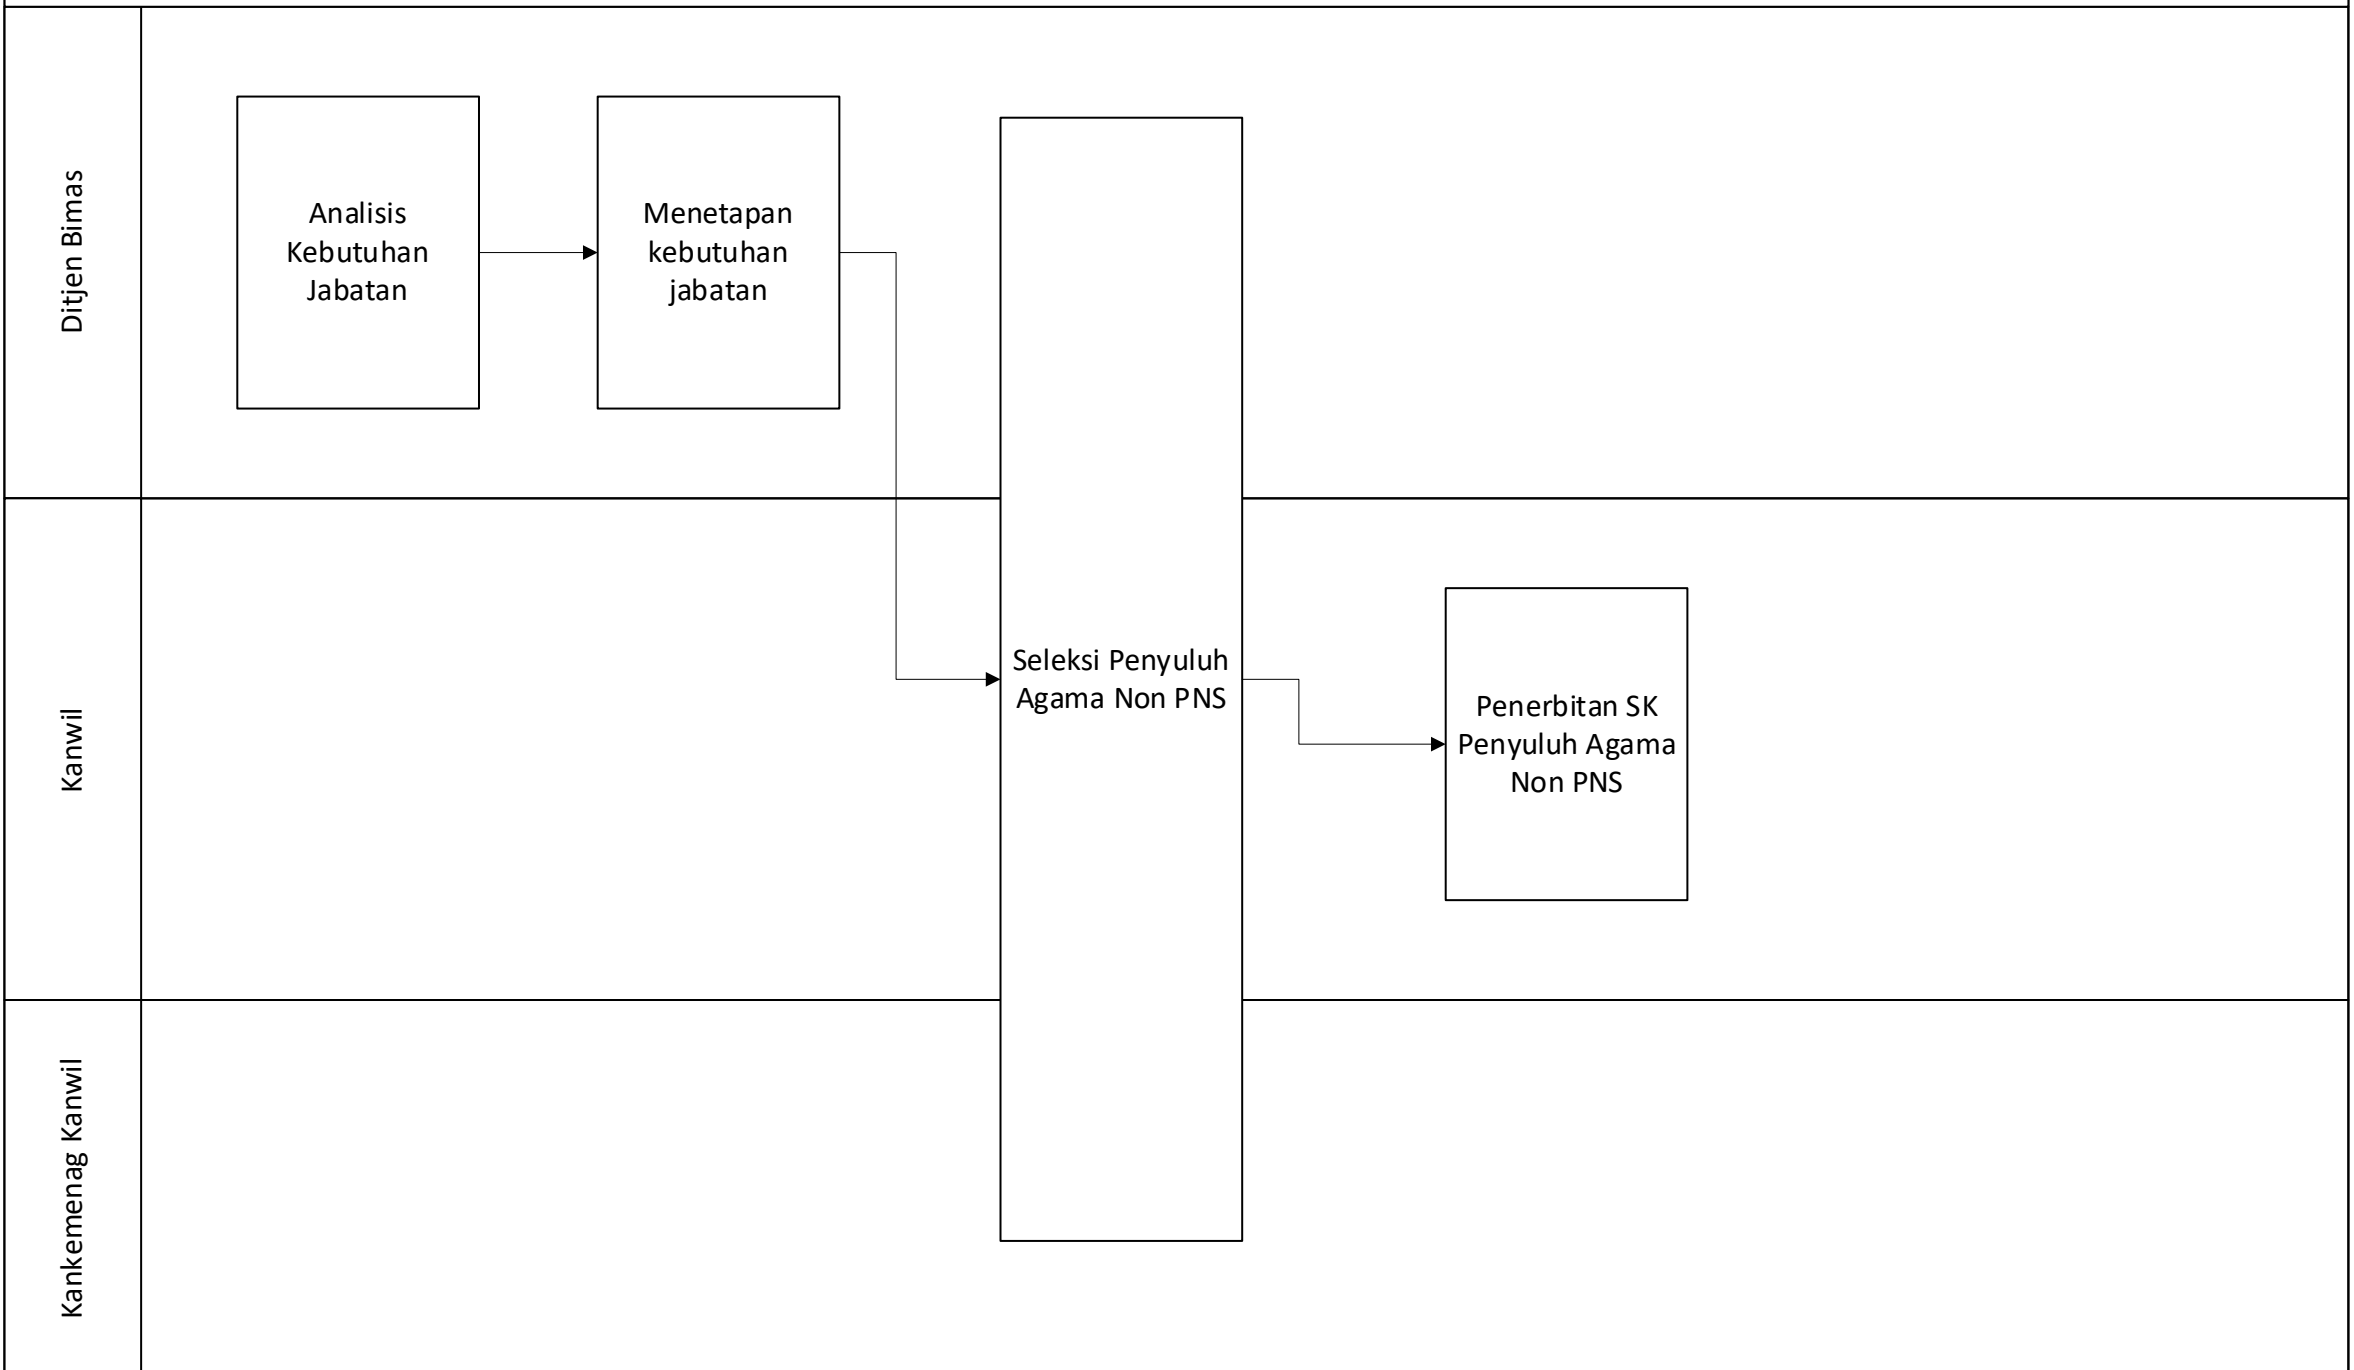 Ditjen Bimas
Analisis
Kebutuhan
Jabatan
Menetapan
kebutuhan
jabatan
Kanwil
Seleksi Penyuluh
Agama Non PNS
Penerbitan SK
Penyuluh Agama
Non PNS
Kankemenag Kanwil